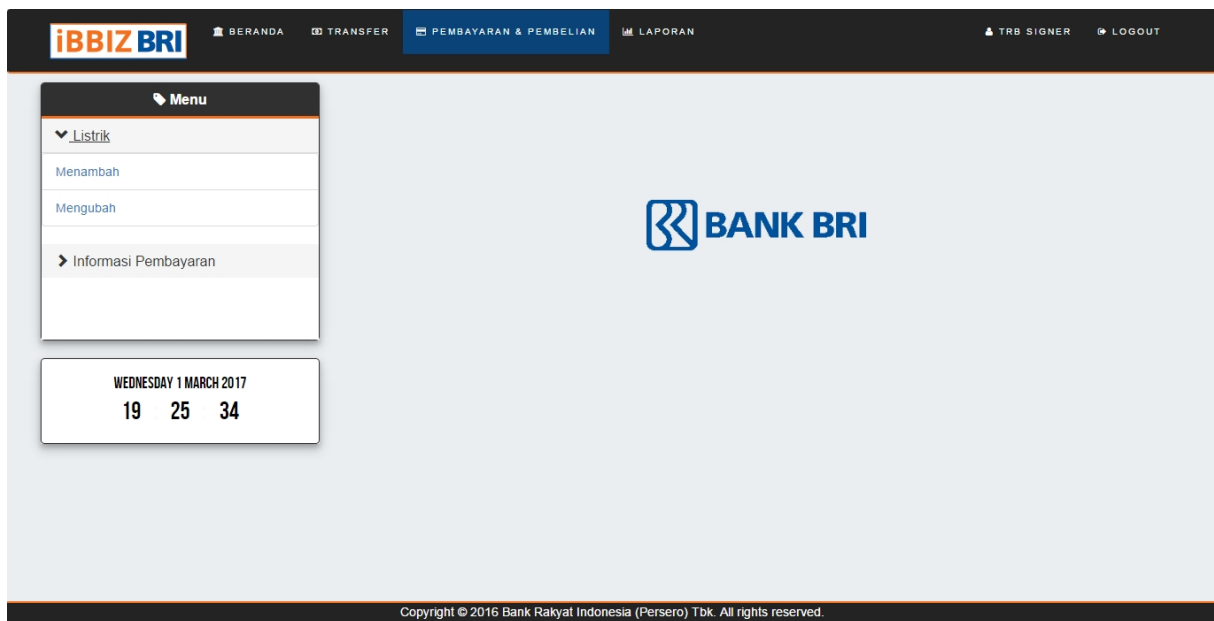 iBBIZ BRI
BERANDA TRANSFER PEMBAYARAN & PEMBELIAN LAPORAN TRB SIGNER LOGOUT
Menu
Listrik
Menambah
Mengubah
Informasi Pembayaran
BANK BRI
WEDNESDAY 1 MARCH 2017
19 : 25 : 34
Copyright © 2016 Bank Rakyat Indonesia (Persero) Tbk. All rights reserved.